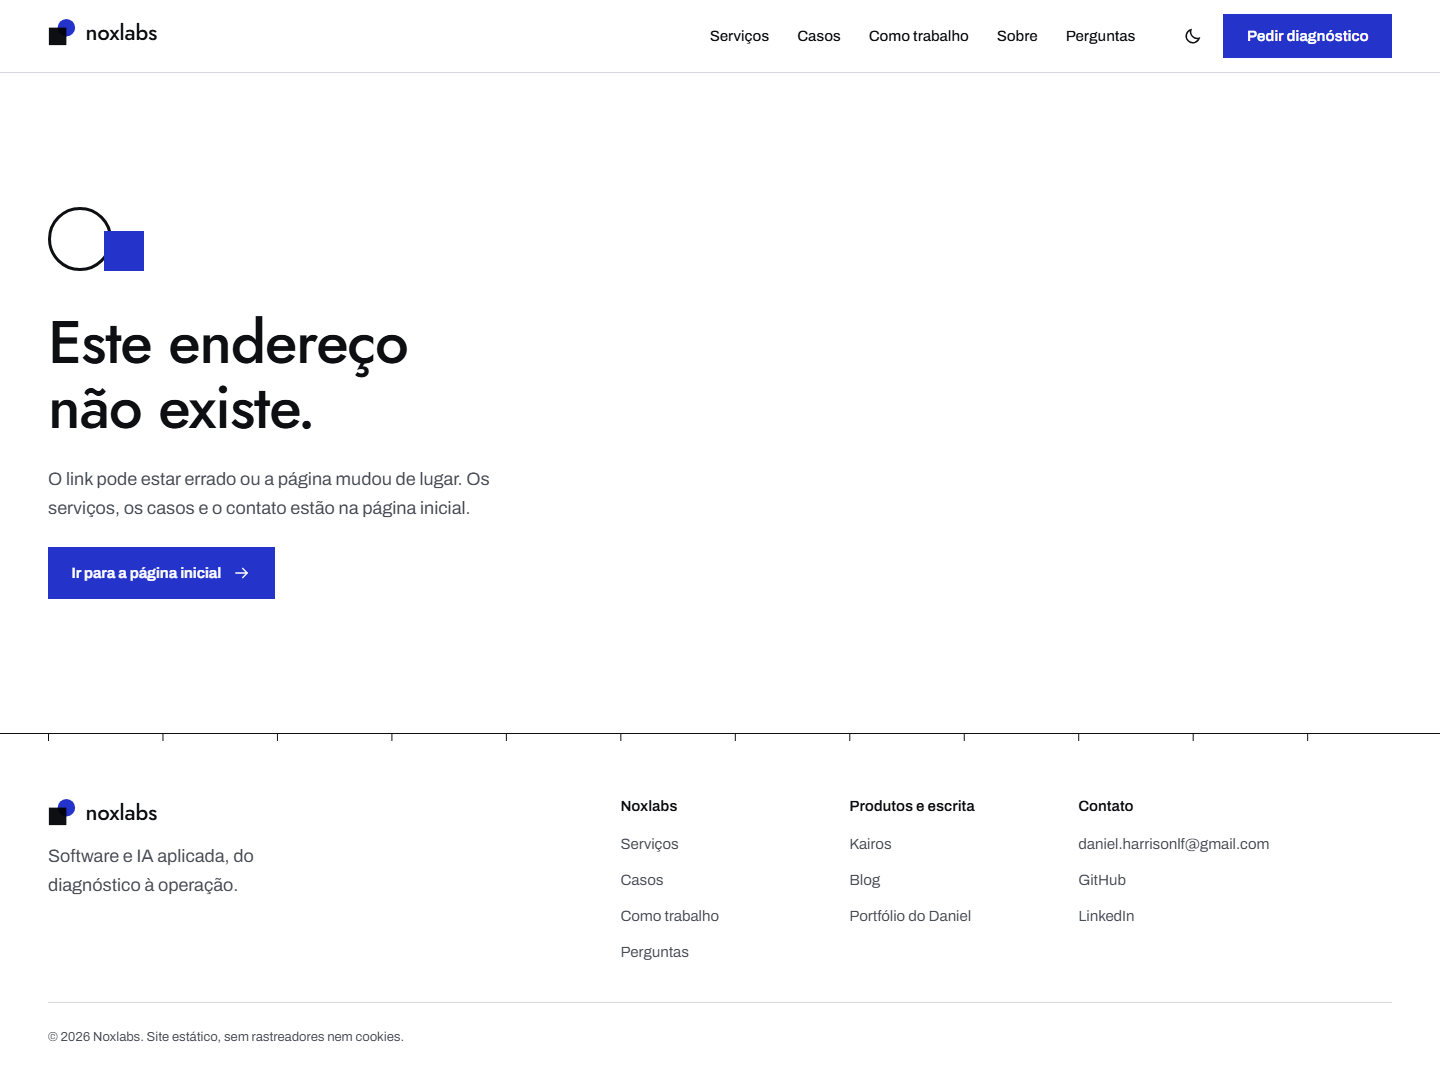 noxlabs
Serviços
Casos
Como trabalho
Sobre
Perguntas
Pedir diagnóstico
Este endereço
não existe.
O link pode estar errado ou a página mudou de lugar. Os
serviços, os casos e o contato estão na página inicial.
Ir para a página inicial
noxlabs
Software e IA aplicada, do
diagnóstico à operação.
Noxlabs
Serviços
Casos
Como trabalho
Perguntas
Produtos e escrita
Kairos
Blog
Portfólio do Daniel
Contato
daniel.harrisonlf@gmail.com
GitHub
LinkedIn
© 2026 Noxlabs. Site estático, sem rastreadores nem cookies.